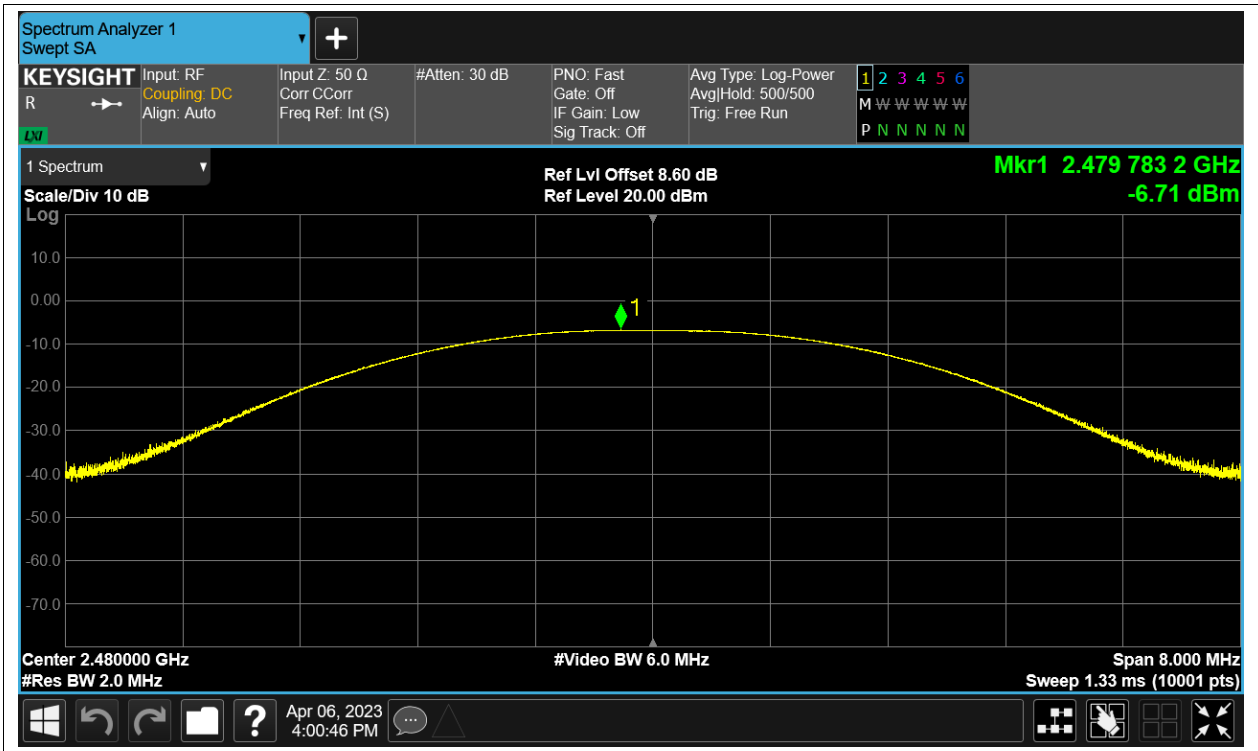 Spectrum Analyzer 1
Swept SA
+
KEYSIGHT
R
LXI
Input: RF
Coupling: DC
Align: Auto
Input Z: 50 Ω
Corr CCorr
Freq Ref: Int (S)
#Atten: 30 dB
PNO: Fast
Gate: Off
IF Gain: Low
Sig Track: Off
Avg Type: Log-Power
Avg|Hold: 500/500
Trig: Free Run
1 2 3 4 5 6
M W W W W W
P N N N N N
1 Spectrum
Scale/Div 10 dB
Log
Ref Lvl Offset 8.60 dB
Ref Level 20.00 dBm
Mkr1 2.479 783 2 GHz
-6.71 dBm
10.0
0.00
1
-10.0
-20.0
-30.0
-40.0
-50.0
-60.0
-70.0
Center 2.480000 GHz
#Video BW 6.0 MHz
Span 8.000 MHz
#Res BW 2.0 MHz
Sweep 1.33 ms (10001 pts)
?
Apr 06, 2023
4:00:46 PM